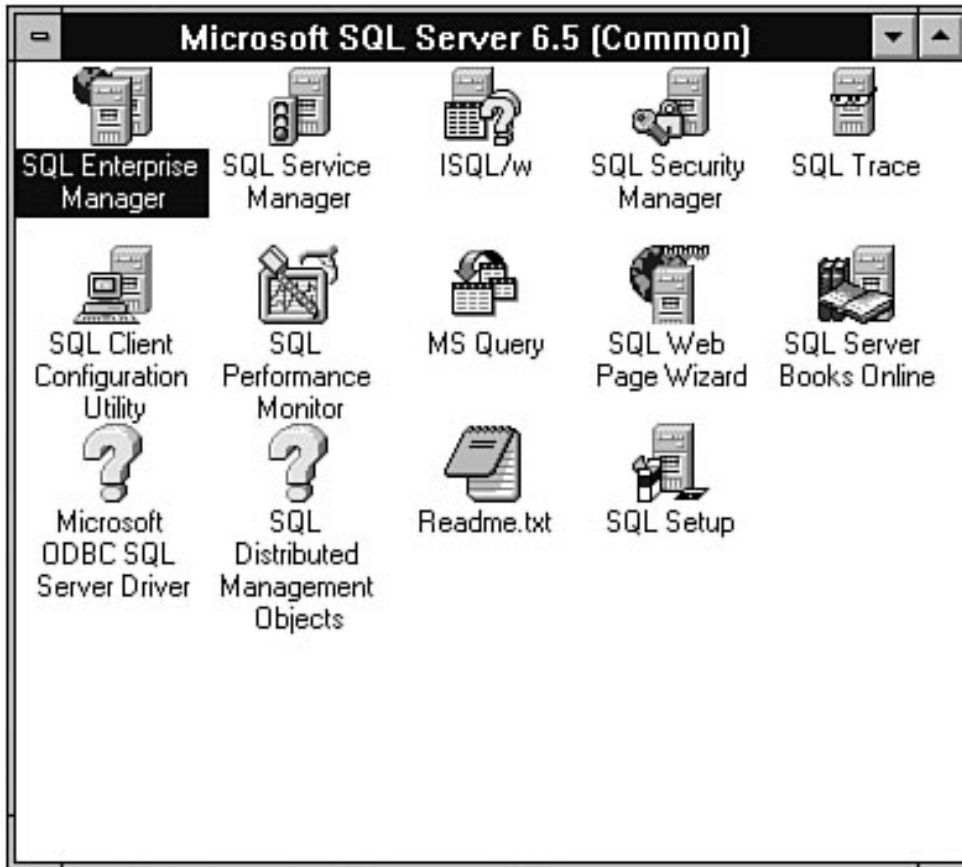 Microsoft SQL Server 6.5 (Common)
SQL Enterprise
Manager
SQL Service
Manager
ISQL/w
SQL Security
Manager
SQL Trace
SQL Client
Configuration
Utility
SQL
Performance
Monitor
MS Query
SQL Web
Page Wizard
SQL Server
Books Online
Microsoft
ODBC SQL
Server Driver
SQL
Distributed
Management
Objects
Readme.txt
SQL Setup